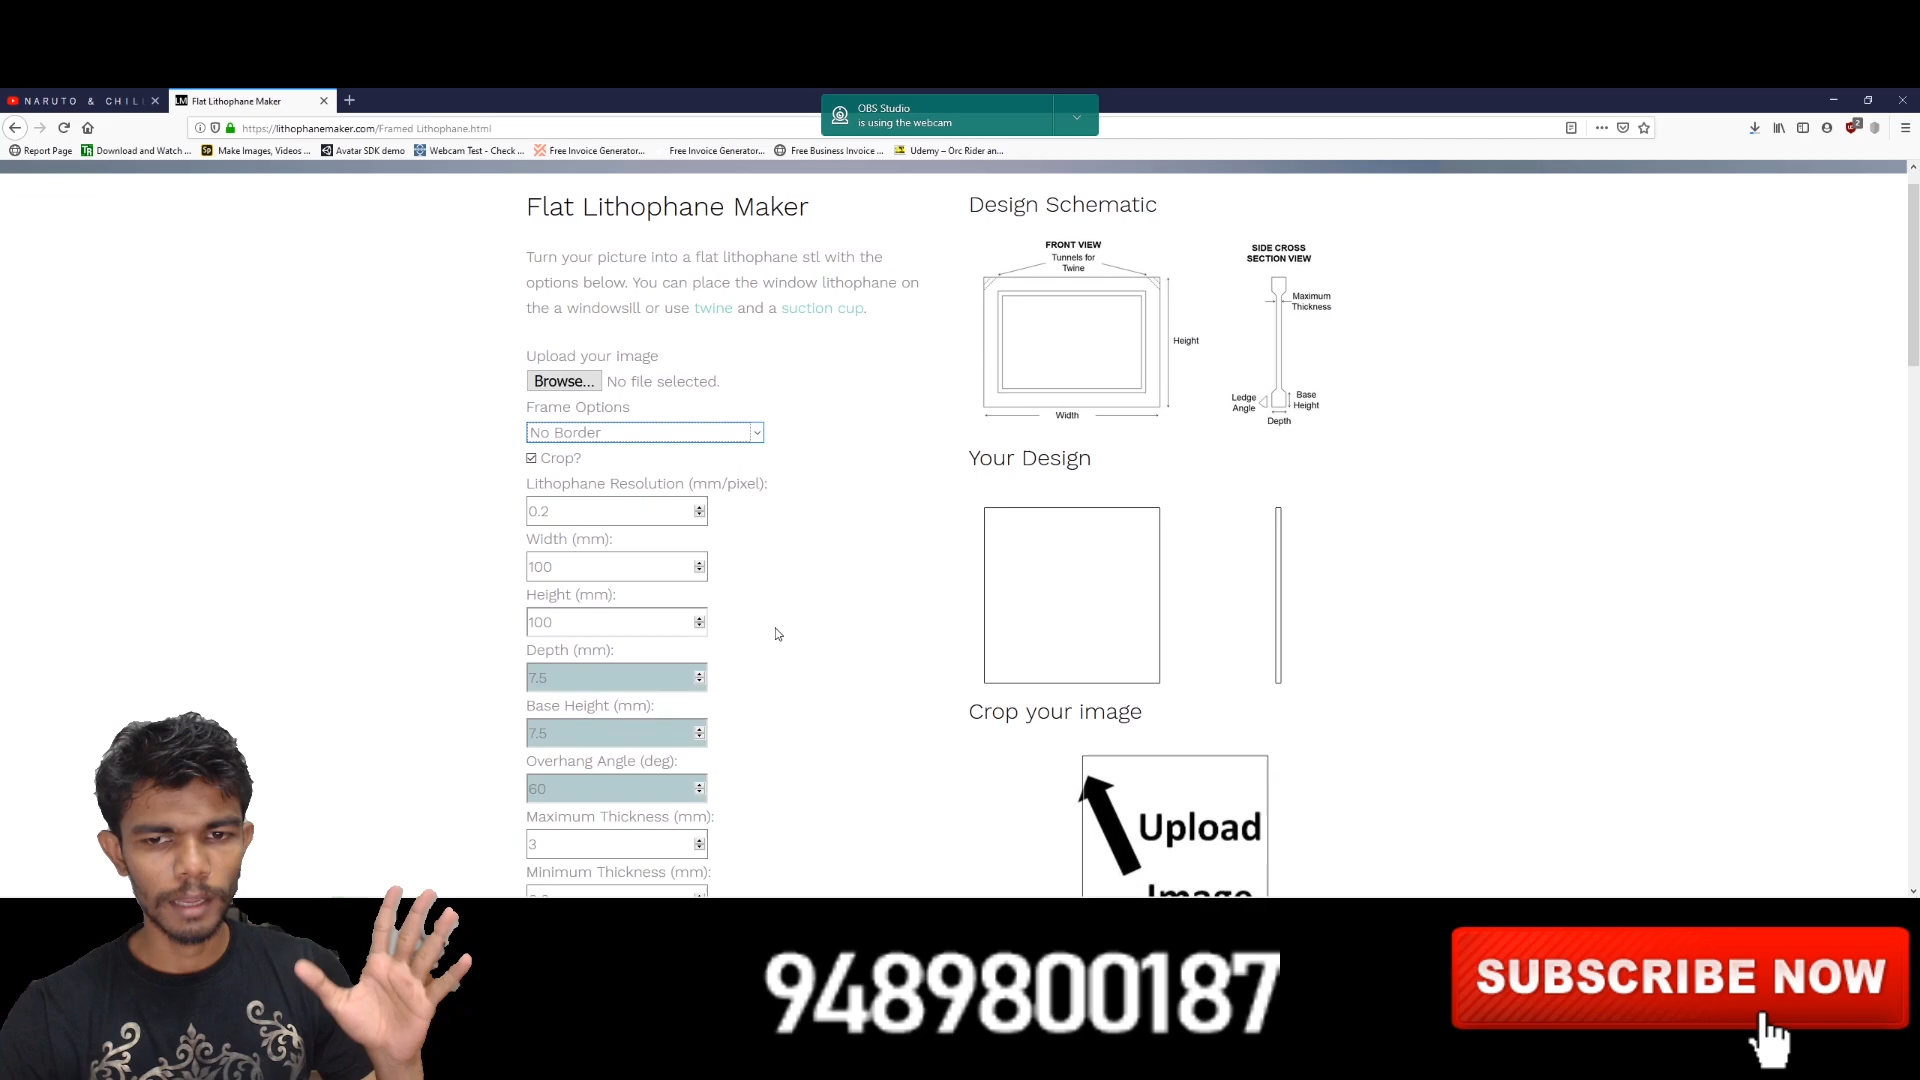 NARUTO & CHIL
Flat Lithophane Maker
OBS Studio
is using the webcam
https://lithophanemaker.com/Framed Lithophane.html
2
Report Page
Download and Watch ...
Make Images, Videos ...
Avatar SDK demo
Webcam Test - Check ...
Free Invoice Generator...
Free Invoice Generator...
Free Business Invoice ...
Udemy – Orc Rider an...
Flat Lithophane Maker
Turn your picture into a flat lithophane stl with the
options below. You can place the window lithophane on
the a windowsill or use twine and a suction cup.
Upload your image
Browse... No file selected.
Frame Options
No Border
Crop?
Lithophane Resolution (mm/pixel):
0.2
Width (mm):
100
Height (mm):
100
Depth (mm):
7.5
Base Height (mm):
7.5
Overhang Angle (deg):
60
Maximum Thickness (mm):
3
Minimum Thickness (mm):
Design Schematic
FRONT VIEW
Tunnels for
Twine
Height
Width
SIDE CROSS
SECTION VIEW
Maximum
Thickness
Ledge
Angle
Base
Height
Depth
Your Design
Crop your image
Upload
Image
9489800187
SUBSCRIBE NOW